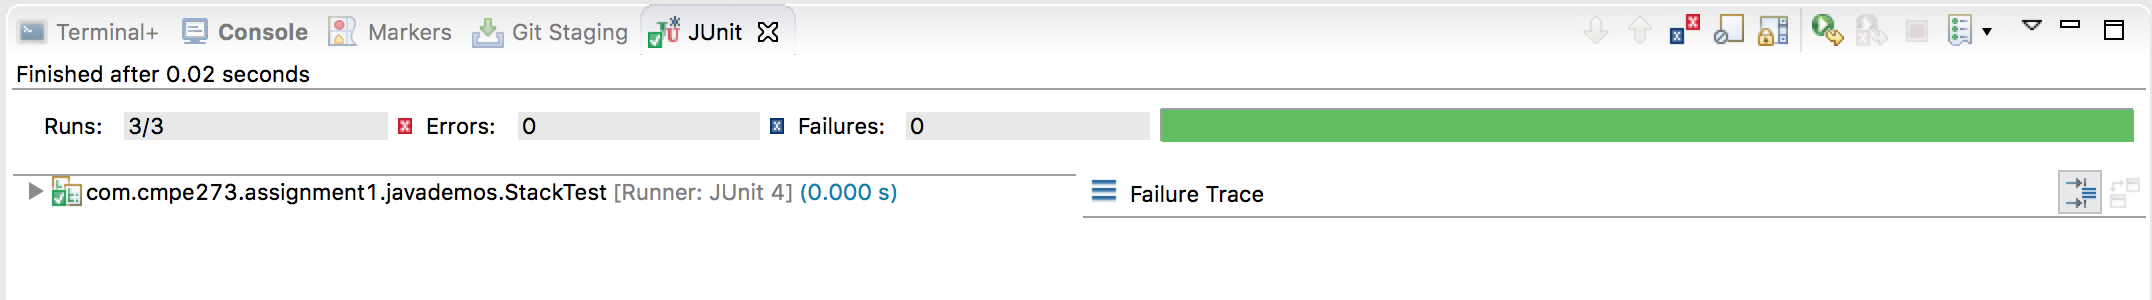 Terminal+ Console Markers Git Staging JUnit
Finished after 0.02 seconds
Runs: 3/3 Errors: 0 Failures: 0
com.cmpe273.assignment1.javademos.StackTest [Runner: JUnit 4] (0.000 s) Failure Trace